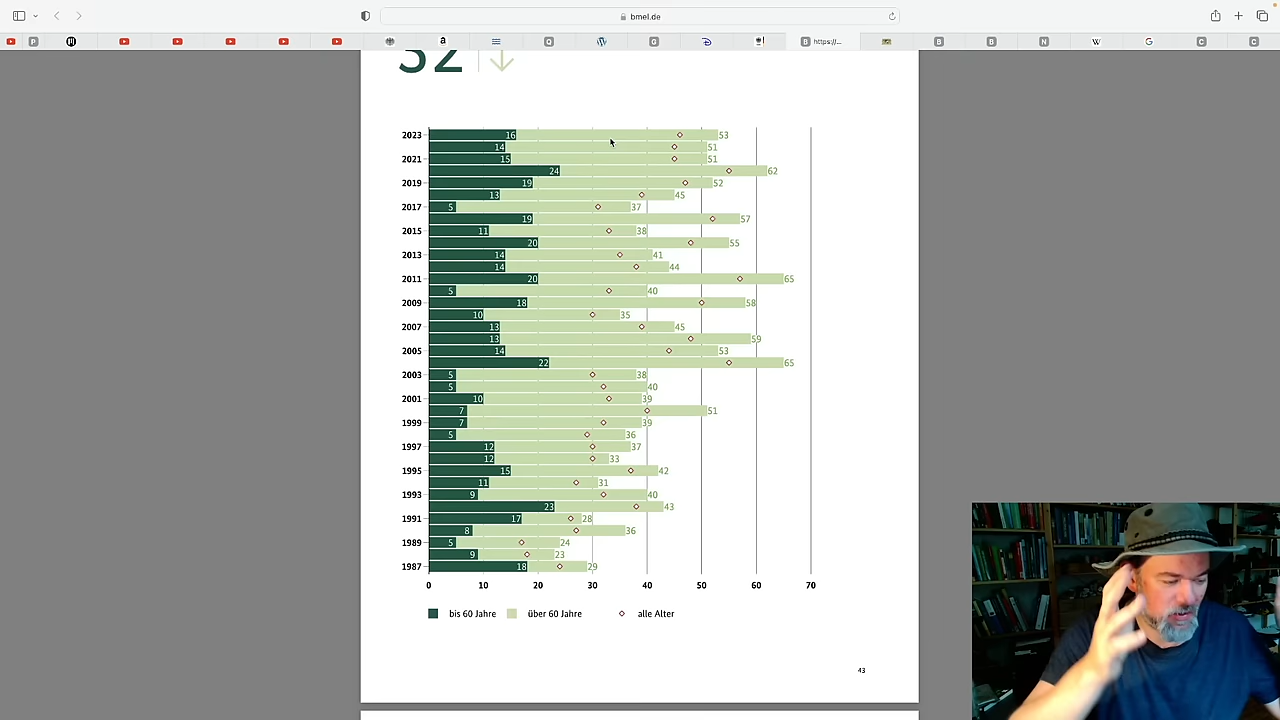 bmel.de
https://...
52
2023 16 53
14 51
2021 15 51
24 62
2019 19 52
13 45
2017 5 37
19 57
2015 11 38
20 55
2013 14 41
14 44
2011 20 65
5 40
2009 18 58
10 35
2007 13 45
13 59
2005 14 53
22 65
2003 5 38
5 40
2001 10 39
7 51
1999 7 39
5 36
1997 12 37
12 33
1995 15 42
11 31
1993 9 40
23 43
1991 17 28
8 36
1989 5 24
9 23
1987 18 29
0 10 20 30 40 50 60 70
bis 60 Jahre über 60 Jahre alle Alter
43